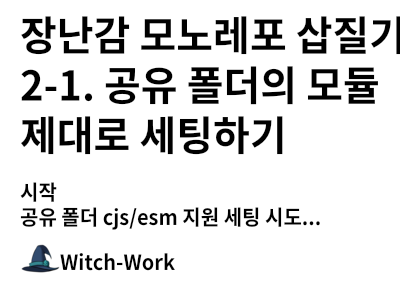 장난감 모노레포 삽질기
2-1. 공유 폴더의 모듈
제대로 세팅하기
시작
공유 폴더 cjs/esm 지원 세팅 시도...
Witch-Work